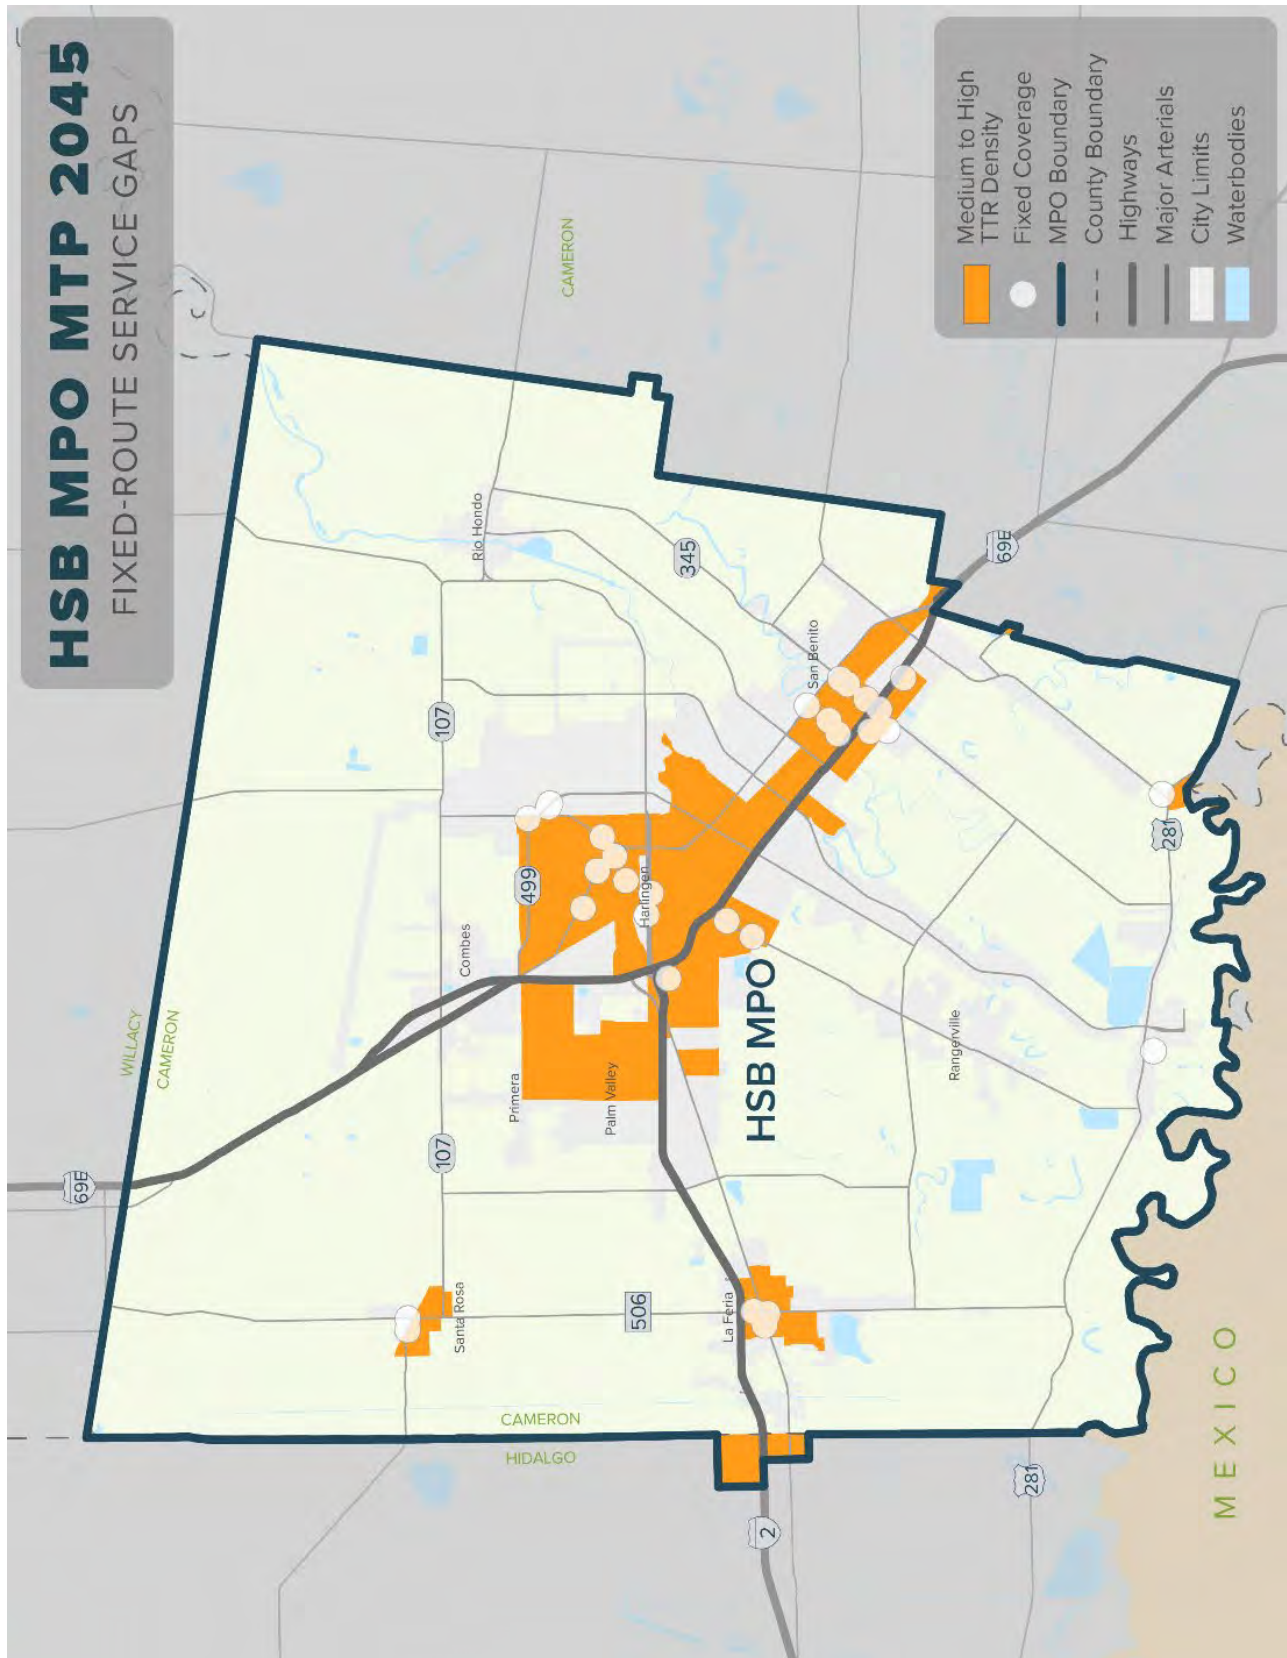 HSB MPO MTP 2045
FIXED-ROUTE SERVICE GAPS
Medium to High
TTR Density
Fixed Coverage
MPO Boundary
County Boundary
Highways
Major Arterials
City Limits
Waterbodies
WILLACY
CAMERON
CAMERON
69E
107
Rio Hondo
345
Combes
499
Primera
Palm Valley
Harlingen
San Benito
69E
107
Santa Rosa
506
La Feria
HSB MPO
Rangerville
281
CAMERON
HIDALGO
2
281
MEXICO